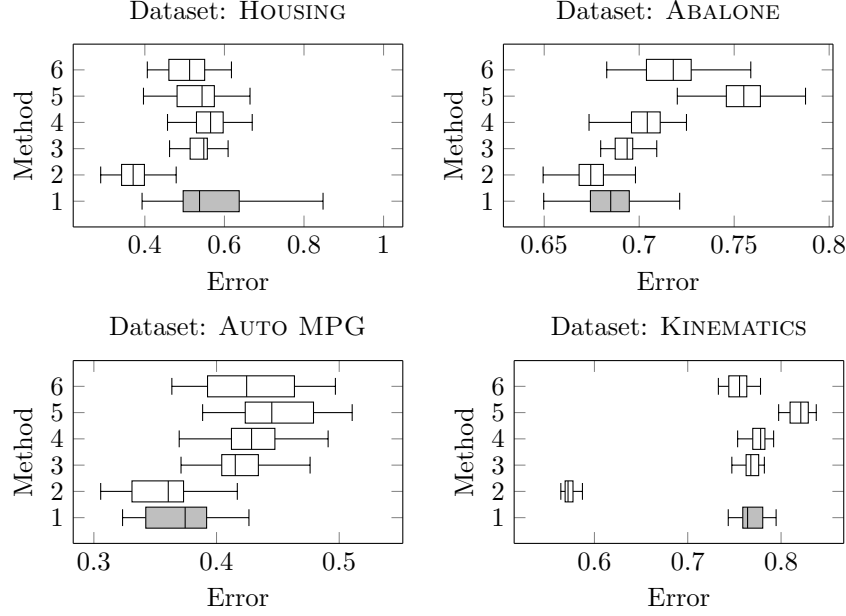 Dataset: HOUSING
Method
6
5
4
3
2
1
0.4 0.6 0.8 1
Error
Dataset: ABALONE
Method
6
5
4
3
2
1
0.65 0.7 0.75 0.8
Error
Dataset: AUTO MPG
Method
6
5
4
3
2
1
0.3 0.4 0.5
Error
Dataset: KINEMATICS
Method
6
5
4
3
2
1
0.6 0.7 0.8
Error